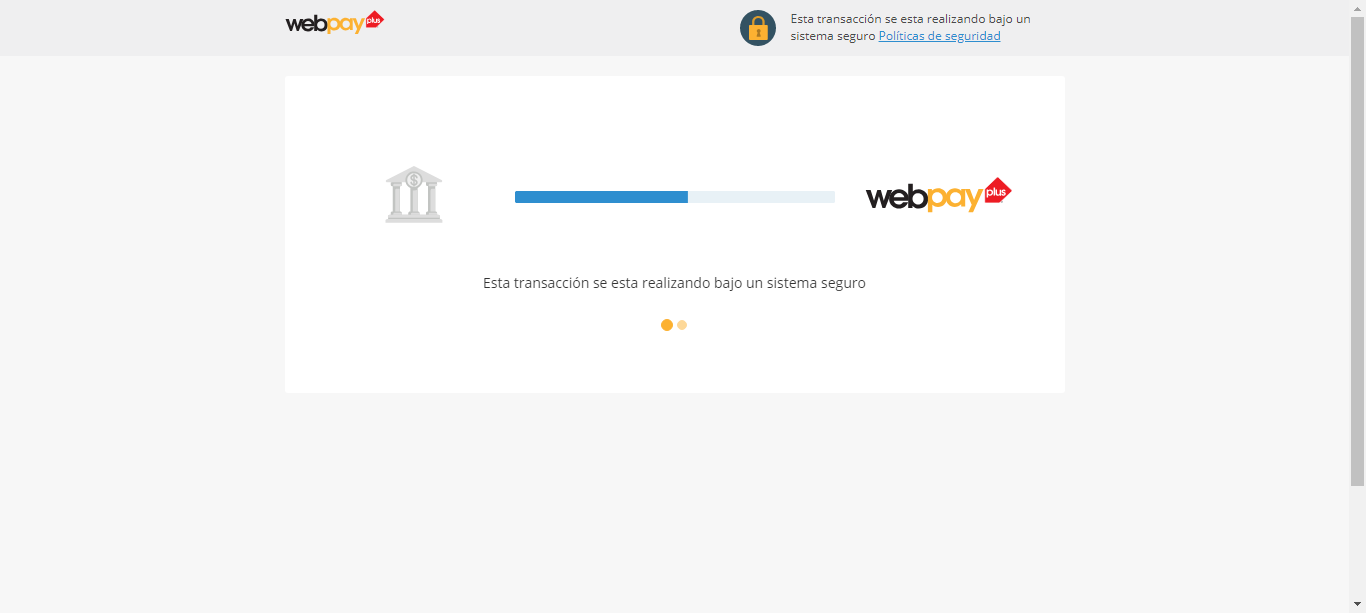 webpay plus
Esta transacción se esta realizando bajo un
sistema seguro Políticas de seguridad
$
webpay plus
Esta transacción se esta realizando bajo un sistema seguro